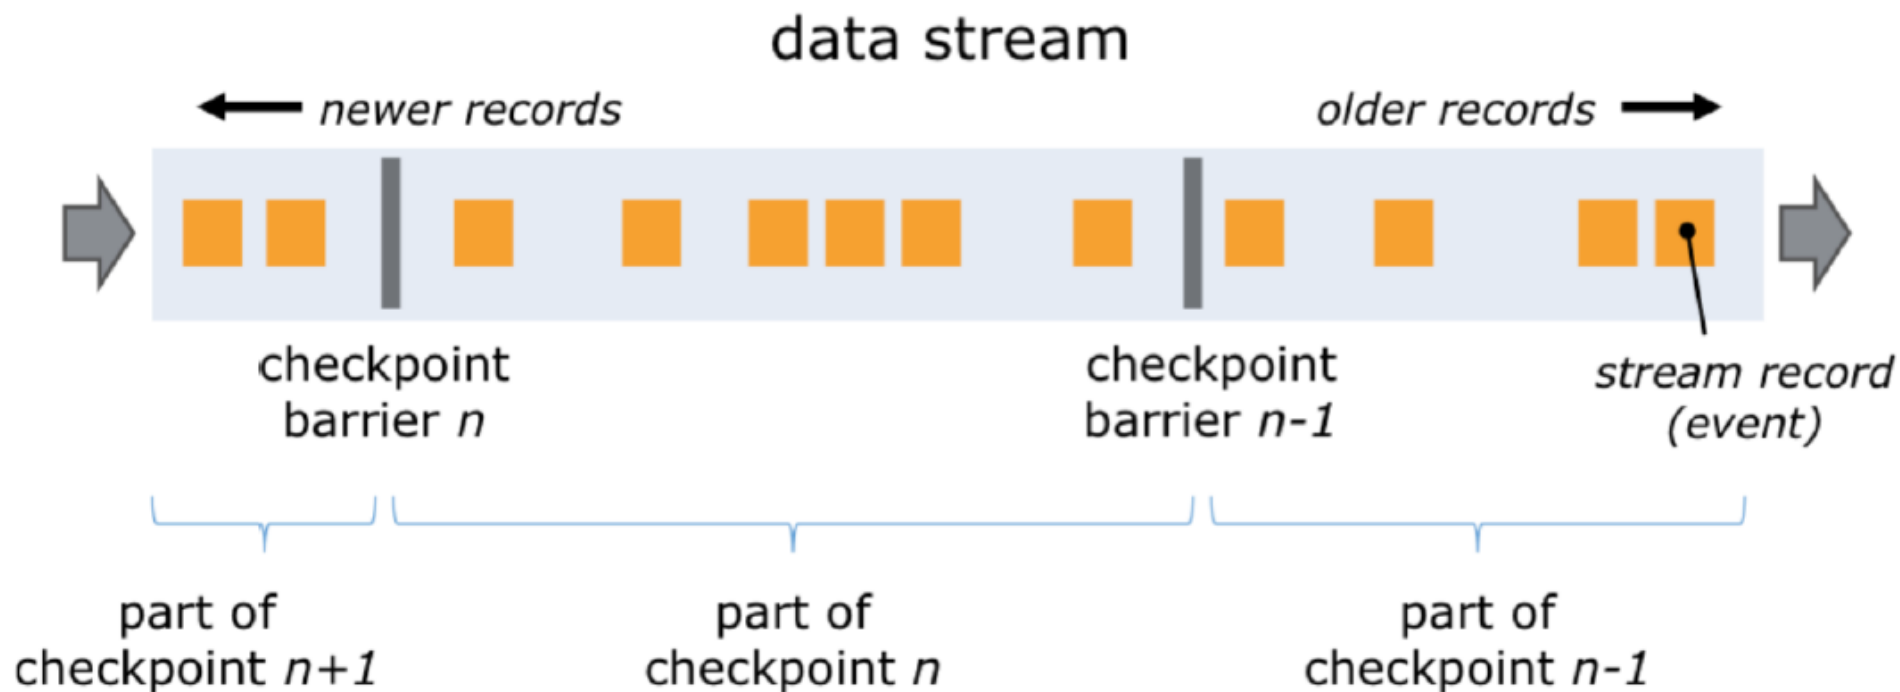 data stream
newer records
older records
checkpoint
barrier n
checkpoint
barrier n-1
stream record
(event)
part of
checkpoint n+1
part of
checkpoint n
part of
checkpoint n-1